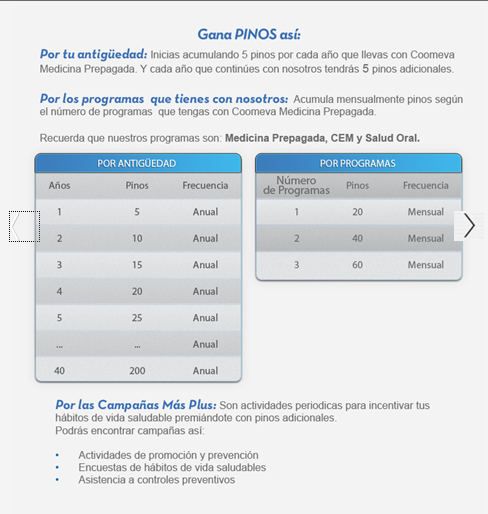 Gana PINOS así:
Por tu antigüedad: Inicias acumulando 5 pinos por cada año que llevas con Coomeva
Medicina Prepagada. Y cada año que continúes con nosotros tendrás 5 pinos adicionales.
Por los programas que tienes con nosotros: Acumula mensualmente pinos según
el número de programas que tengas con Coomeva Medicina Prepagada.
Recuerda que nuestros programas son: Medicina Prepagada, CEM y Salud Oral.
POR ANTIGÜEDAD
Años Pinos Frecuencia
1 5 Anual
2 10 Anual
3 15 Anual
4 20 Anual
5 25 Anual
... ... Anual
40 200 Anual
POR PROGRAMAS
Número
de Programas Pinos Frecuencia
1 20 Mensual
2 40 Mensual
3 60 Mensual
Por las Campañas Más Plus: Son actividades periodicas para incentivar tus
hábitos de vida saludable premiándote con pinos adicionales.
Podrás encontrar campañas así:
• Actividades de promoción y prevención
• Encuestas de hábitos de vida saludables
• Asistencia a controles preventivos